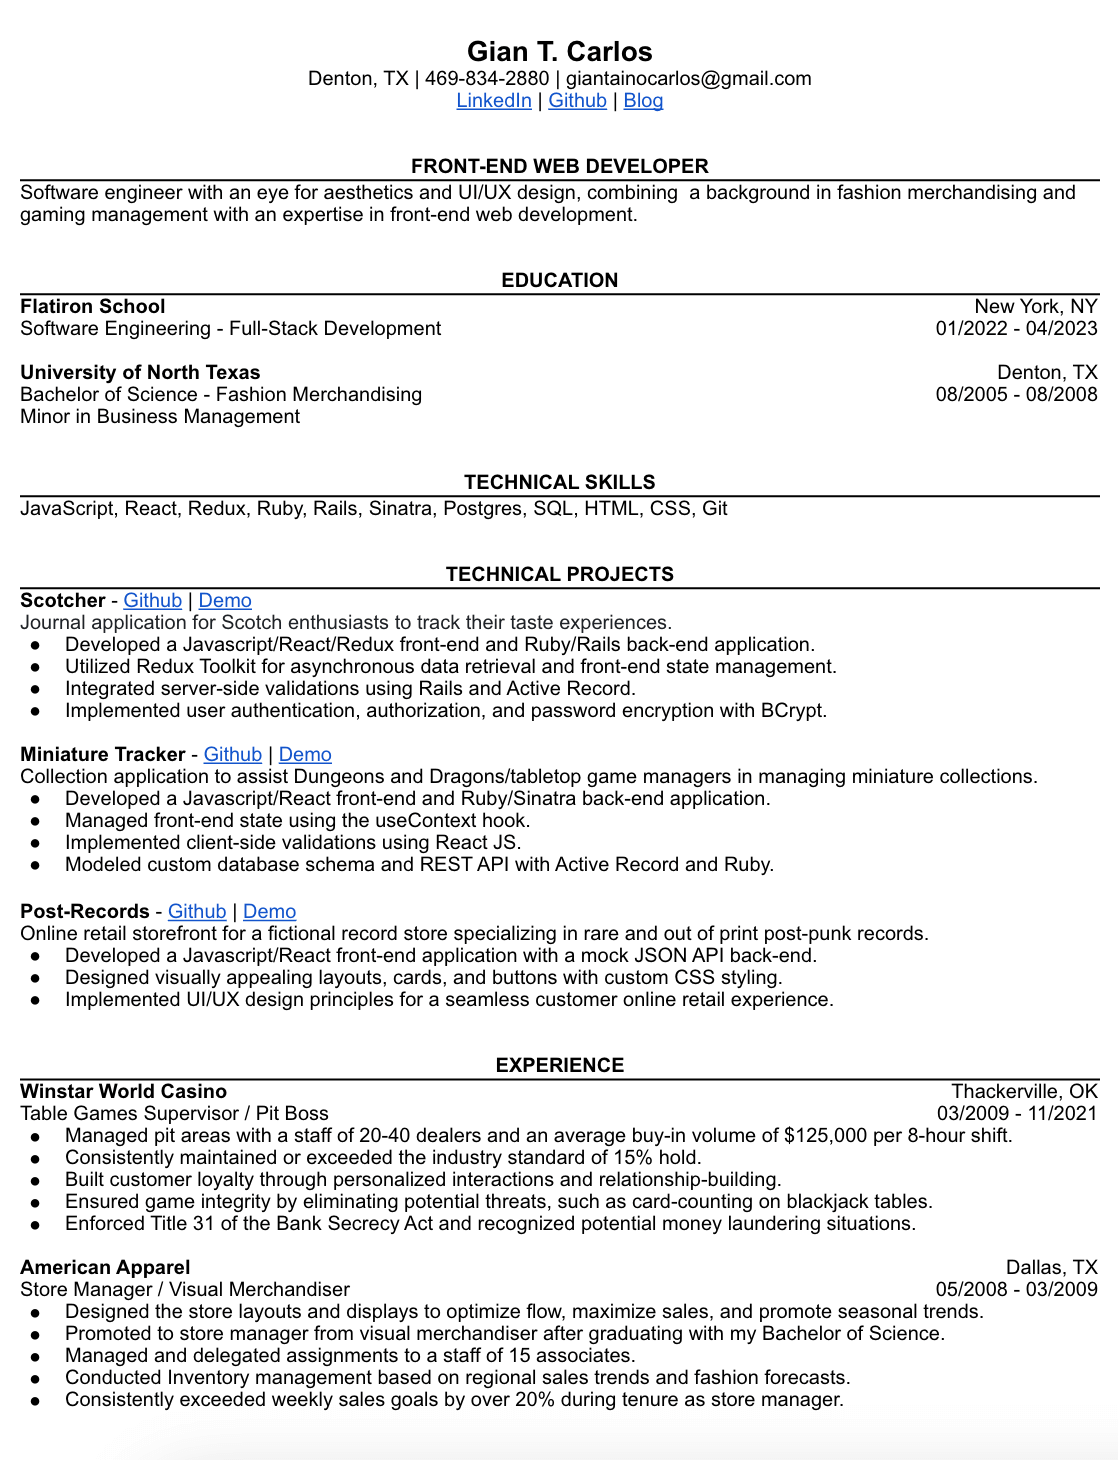 Gian T. Carlos
Denton, TX | 469-834-2880 | giantainocarlos@gmail.com
LinkedIn | Github | Blog
FRONT-END WEB DEVELOPER
Software engineer with an eye for aesthetics and UI/UX design, combining  a background in fashion merchandising and
gaming management with an expertise in front-end web development.
EDUCATION
Flatiron School New York, NY
Software Engineering - Full-Stack Development 01/2022 - 04/2023
University of North Texas Denton, TX
Bachelor of Science - Fashion Merchandising 08/2005 - 08/2008
Minor in Business Management
TECHNICAL SKILLS
JavaScript, React, Redux, Ruby, Rails, Sinatra, Postgres, SQL, HTML, CSS, Git
TECHNICAL PROJECTS
Scotcher - Github | Demo
Journal application for Scotch enthusiasts to track their taste experiences.
● Developed a Javascript/React/Redux front-end and Ruby/Rails back-end application.
● Utilized Redux Toolkit for asynchronous data retrieval and front-end state management.
● Integrated server-side validations using Rails and Active Record.
● Implemented user authentication, authorization, and password encryption with BCrypt.
Miniature Tracker - Github | Demo
Collection application to assist Dungeons and Dragons/tabletop game managers in managing miniature collections.
● Developed a Javascript/React front-end and Ruby/Sinatra back-end application.
● Managed front-end state using the useContext hook.
● Implemented client-side validations using React JS.
● Modeled custom database schema and REST API with Active Record and Ruby.
Post-Records - Github | Demo
Online retail storefront for a fictional record store specializing in rare and out of print post-punk records.
● Developed a Javascript/React front-end application with a mock JSON API back-end.
● Designed visually appealing layouts, cards, and buttons with custom CSS styling.
● Implemented UI/UX design principles for a seamless customer online retail experience.
EXPERIENCE
Winstar World Casino Thackerville, OK
Table Games Supervisor / Pit Boss 03/2009 - 11/2021
● Managed pit areas with a staff of 20-40 dealers and an average buy-in volume of $125,000 per 8-hour shift.
● Consistently maintained or exceeded the industry standard of 15% hold.
● Built customer loyalty through personalized interactions and relationship-building.
● Ensured game integrity by eliminating potential threats, such as card-counting on blackjack tables.
● Enforced Title 31 of the Bank Secrecy Act and recognized potential money laundering situations.
American Apparel Dallas, TX
Store Manager / Visual Merchandiser 05/2008 - 03/2009
● Designed the store layouts and displays to optimize flow, maximize sales, and promote seasonal trends.
● Promoted to store manager from visual merchandiser after graduating with my Bachelor of Science.
● Managed and delegated assignments to a staff of 15 associates.
● Conducted Inventory management based on regional sales trends and fashion forecasts.
● Consistently exceeded weekly sales goals by over 20% during tenure as store manager.